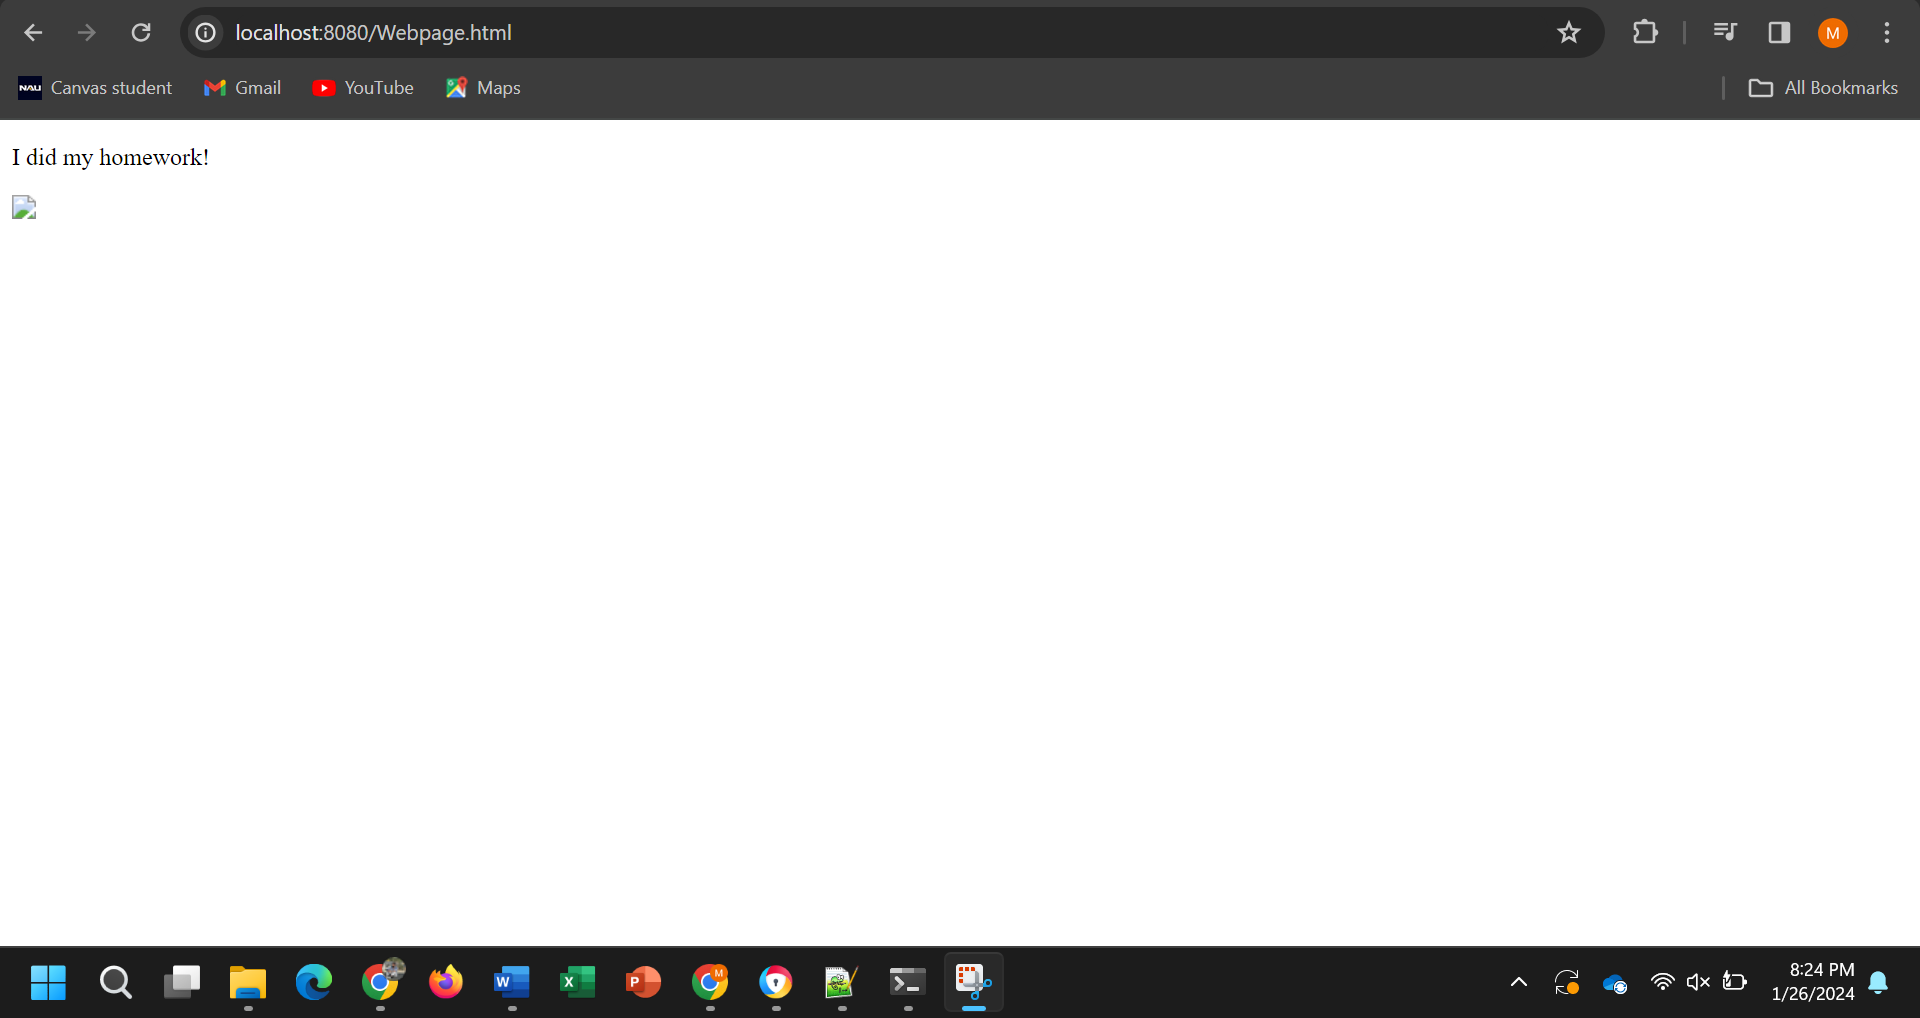 localhost:8080/Webpage.html
M
NAU Canvas student Gmail YouTube Maps All Bookmarks
I did my homework!
W X P M
8:24 PM
1/26/2024